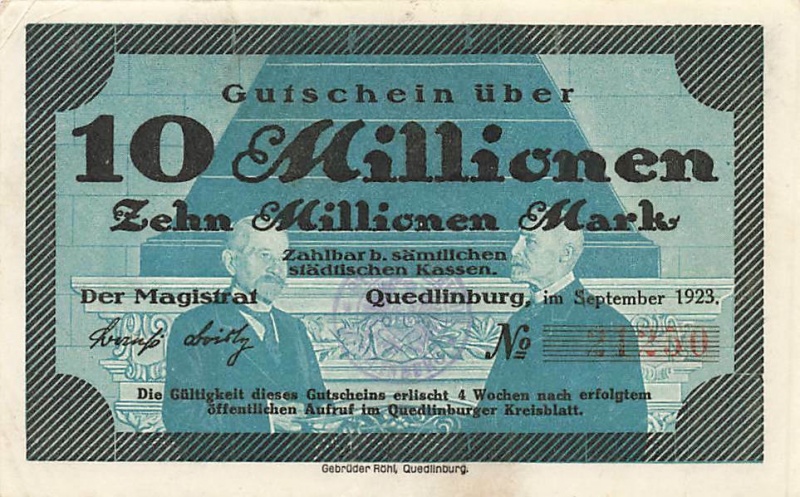 Gutschein über
10 Millionen
Zehn Millionen Mark
Zahlbar b. sämtlichen
städtischen Kassen.
Der Magistrat Quedlinburg, im September 1923.
No 21250
Die Gültigkeit dieses Gutscheins erlischt 4 Wochen nach erfolgtem
öffentlichen Aufruf im Quedlinburger Kreisblatt.
Gebrüder Röhl, Quedlinburg.